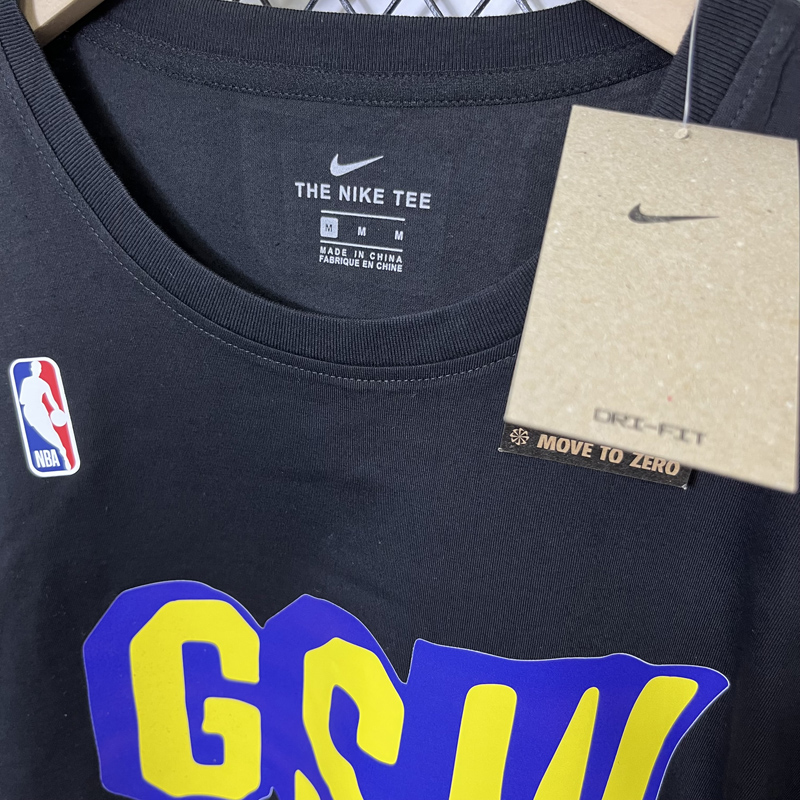 THE NIKE TEE
M M M
MADE IN CHINA
FABRIQUE EN CHINE
DRI-FIT
MOVE TO ZERO
NBA
GSW